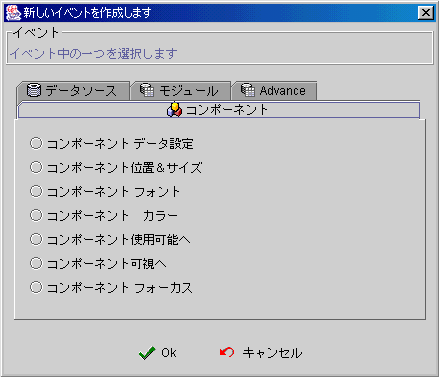 新しいイベントを作成します
イベント
イベント中の一つを選択します
データソース モジュール Advance
コンポーネント
コンポーネント データ設定
コンポーネント位置＆サイズ
コンポーネント フォント
コンポーネント　カラー
コンポーネント使用可能へ
コンポーネント可視へ
コンポーネント フォーカス
Ok キャンセル